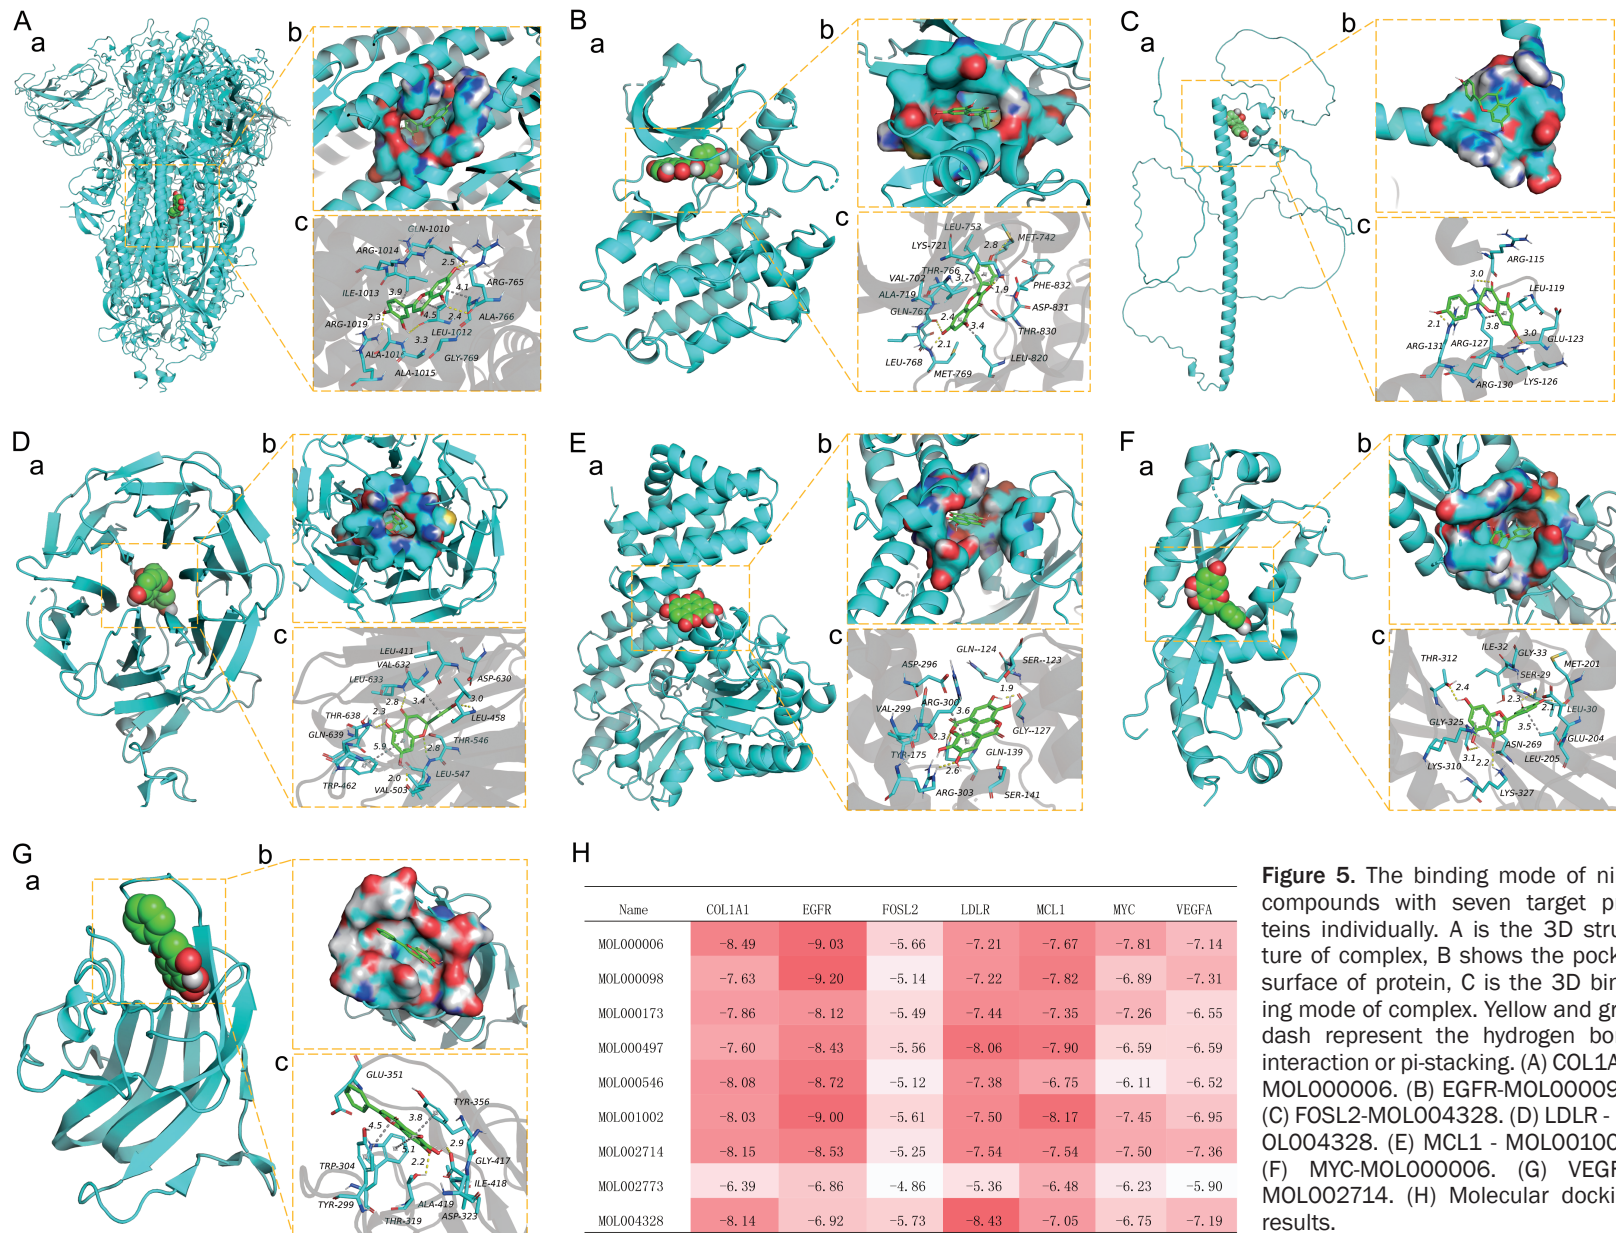 A
a
b
c
GLN-1010
ARG-1014
2.5
ARG-765
4.1
ILE-1013
3.9
2.3
4.5
2.4
ALA-766
ARG-1019
LEU-1012
3.3
ALA-1016
GLY-769
ALA-1015
B
a
b
c
LEU-753
2.8
MET-742
LYS-721
THR-766
3.7
VAL-702
1.9
PHE-832
ALA-719
ASP-831
GLN-767
2.4
3.4
THR-830
2.1
LEU-768
LEU-820
MET-769
C
a
b
c
ARG-115
3.0
LEU-119
2.1
3.8
3.0
ARG-131
ARG-127
GLU-123
ARG-130
LYS-126
D
a
b
c
LEU-411
VAL-632
LEU-633
ASP-630
3.4
3.0
2.8
2.3
LEU-458
THR-638
GLN-639
THR-546
5.9
2.8
2.0
LEU-547
TRP-462
VAL-503
E
a
b
c
GLN--124
SER--123
ASP-296
1.9
ARG-300
VAL-299
3.6
GLY--127
2.3
TYR-175
GLN-139
2.6
ARG-303
SER-141
F
a
b
c
ILE-32
GLY-33
THR-312
MET-201
SER-29
2.4
2.3
2.1
LEU-30
GLY-325
3.5
GLU-204
ASN-269
3.1
2.2
LYS-310
LEU-205
LYS-327
G
a
b
c
GLU-351
TYR-356
3.8
4.5
5.1
2.9
2.2
GLY-417
TRP-304
ILE-418
TYR-299
ALA-419
ASP-323
THR-319
H
Name COL1A1 EGFR FOSL2 LDLR MCL1 MYC VEGFA
MOL000006 -8.49 -9.03 -5.66 -7.21 -7.67 -7.81 -7.14
MOL000098 -7.63 -9.20 -5.14 -7.22 -7.82 -6.89 -7.31
MOL000173 -7.86 -8.12 -5.49 -7.44 -7.35 -7.26 -6.55
MOL000497 -7.60 -8.43 -5.56 -8.06 -7.90 -6.59 -6.59
MOL000546 -8.08 -8.72 -5.12 -7.38 -6.75 -6.11 -6.52
MOL001002 -8.03 -9.00 -5.61 -7.50 -8.17 -7.45 -6.95
MOL002714 -8.15 -8.53 -5.25 -7.54 -7.54 -7.50 -7.36
MOL002773 -6.39 -6.86 -4.86 -5.36 -6.48 -6.23 -5.90
MOL004328 -8.14 -6.92 -5.73 -8.43 -7.05 -6.75 -7.19
Figure 5. The binding mode of ni
compounds with seven target pr
teins individually. A is the 3D stru
ture of complex, B shows the pock
surface of protein, C is the 3D bin
ing mode of complex. Yellow and gr
dash represent the hydrogen bo
interaction or pi-stacking. (A) COL1A
MOL000006. (B) EGFR-MOL00009
(C) FOSL2-MOL004328. (D) LDLR -
OL004328. (E) MCL1 - MOL00100
(F) MYC-MOL000006. (G) VEGF
MOL002714. (H) Molecular docki
results.